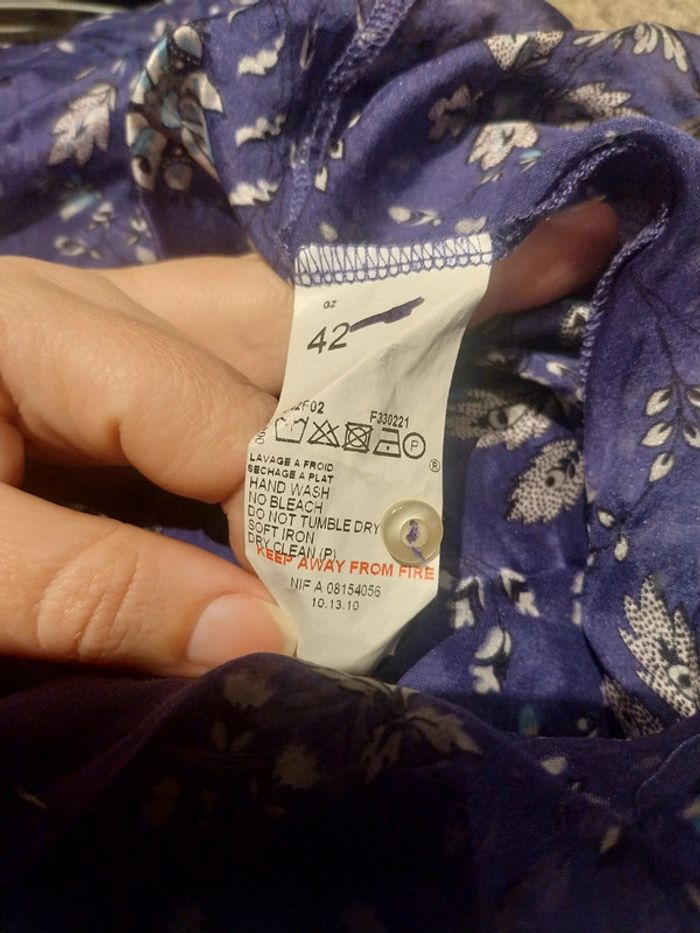 GZ
42
F330221
P
®
LAVAGE A FROID
SECHAGE A PLAT
HAND WASH
NO BLEACH
DO NOT TUMBLE DRY
SOFT IRON
DRY CLEAN (P)
KEEP AWAY FROM FIRE
NIF A 08154056
10.13.10